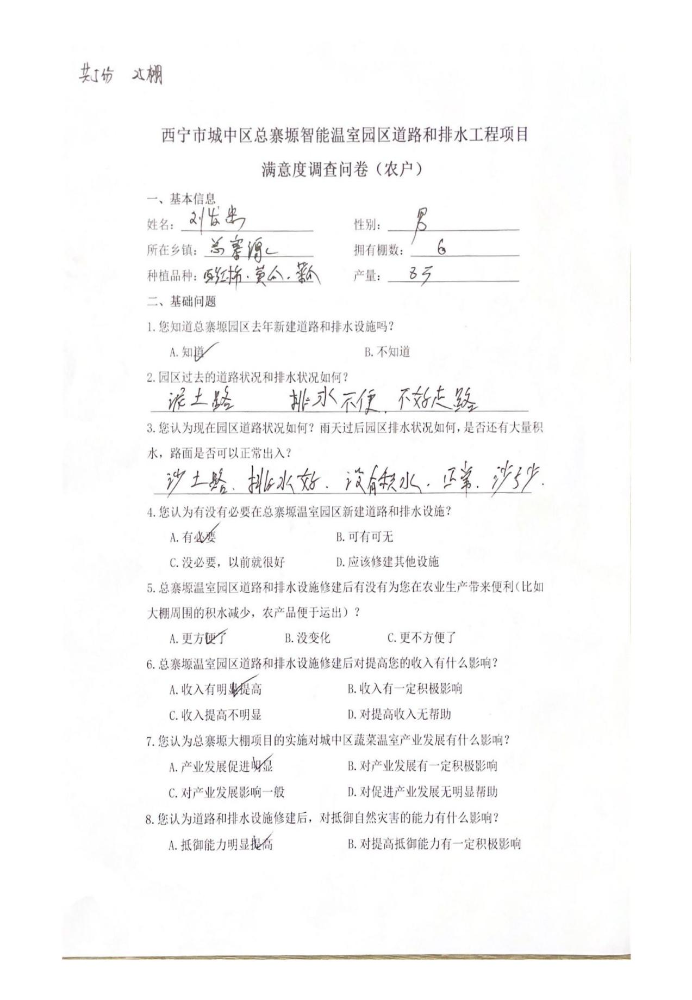 共5份 25棚
西宁市城中区总寨塬智能温室园区道路和排水工程项目
满意度调查问卷（农户）
一、基本信息
姓名：刘发忠 性别：男
所在乡镇：总寨塬 拥有棚数：6
种植品种：西红柿·黄瓜·菜瓜 产量：8万
二、基础问题
1.您知道总寨塬园区去年新建道路和排水设施吗？
A.知道 B.不知道
2.园区过去的道路状况和排水状况如何？
泥土路 排水不便、不好走路
3.您认为现在园区道路状况如何？雨天过后园区排水状况如何，是否还有大量积
水，路面是否可以正常出入？
沙土路、排水好.没有积水.正常.
4.您认为有没有必要在总寨塬温室园区新建道路和排水设施？
A.有必要 B.可有可无
C.没必要，以前就很好 D.应该修建其他设施
5.总寨塬温室园区道路和排水设施修建后有没有为您在农业生产带来便利（比如
大棚周围的积水减少，农产品便于运出）？
A.更方便了 B.没变化 C.更不方便了
6.总寨塬温室园区道路和排水设施修建后对提高您的收入有什么影响？
A.收入有明显提高 B.收入有一定积极影响
C.收入提高不明显 D.对提高收入无帮助
7.您认为总寨塬大棚项目的实施对城中区蔬菜温室产业发展有什么影响？
A.产业发展促进明显 B.对产业发展有一定积极影响
C.对产业发展影响一般 D.对促进产业发展无明显帮助
8.您认为道路和排水设施修建后，对抵御自然灾害的能力有什么影响？
A.抵御能力明显提高 B.对提高抵御能力有一定积极影响